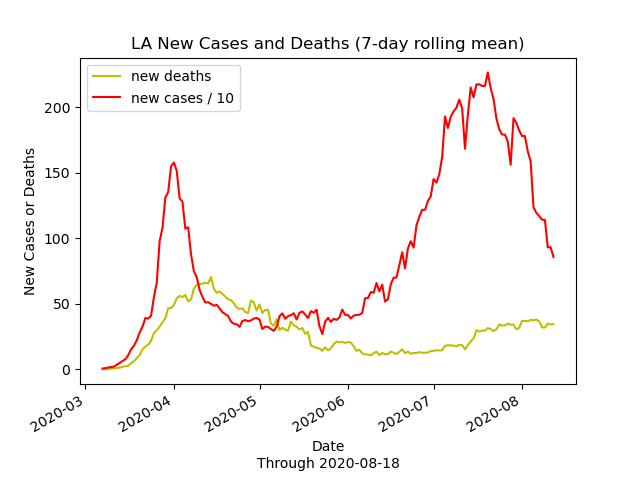 LA New Cases and Deaths (7-day rolling mean)
new deaths
new cases / 10
New Cases or Deaths
200
150
100
50
0
2020-03
2020-04
2020-05
2020-06
2020-07
2020-08
Date
Through 2020-08-18